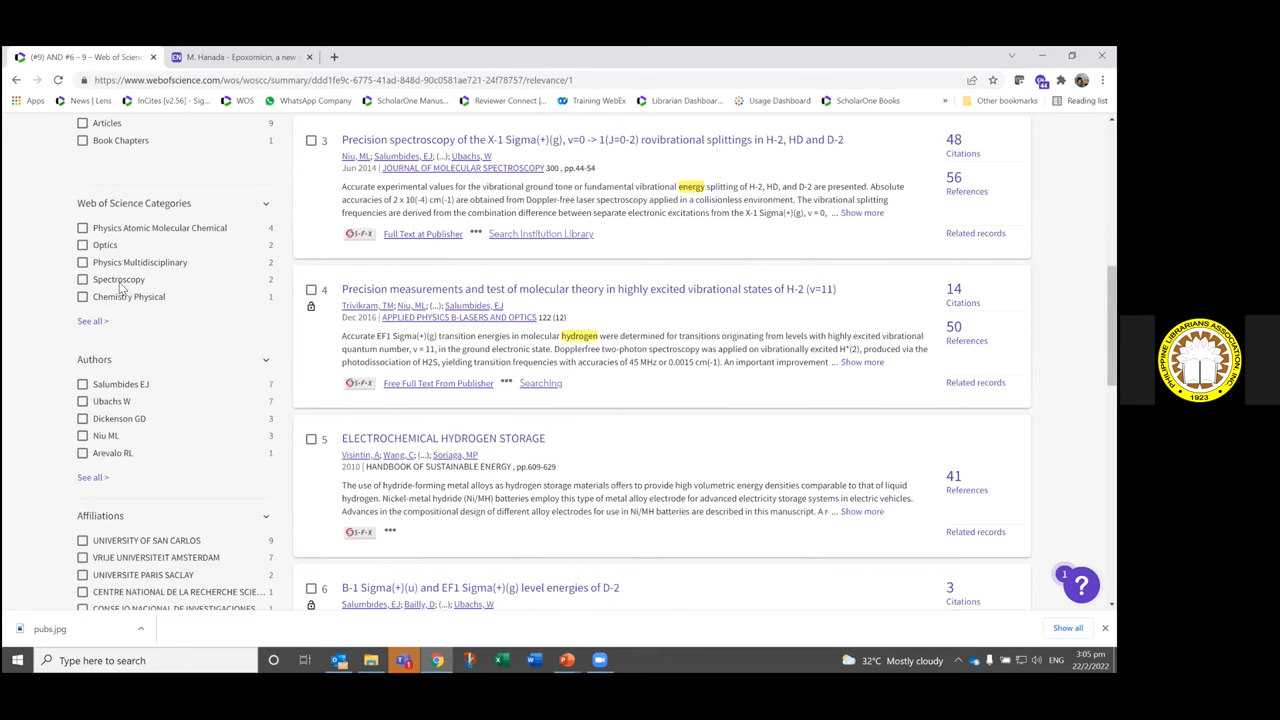 (#9) AND #6 – 9 – Web of Scienc
M. Hanada - Epoxomicin, a new
https://www.webofscience.com/wos/woscc/summary/ddd1fe9c-6775-41ad-848d-90c0581ae721-24f78757/relevance/1
Apps
News | Lens
InCites [v2.56] - Sig...
WOS
WhatsApp Company
ScholarOne Manus...
Reviewer Connect |...
Training WebEx
Librarian Dashboar...
Usage Dashboard
ScholarOne Books
»
Other bookmarks
Reading list
Articles 9
Book Chapters 1
Web of Science Categories
Physics Atomic Molecular Chemical 4
Optics 2
Physics Multidisciplinary 2
Spectroscopy 2
Chemistry Physical 1
See all >
Authors
Salumbides EJ 7
Ubachs W 7
Dickenson GD 3
Niu ML 3
Arevalo RL 1
See all >
Affiliations
UNIVERSITY OF SAN CARLOS 9
VRIJE UNIVERSITEIT AMSTERDAM 7
UNIVERSITE PARIS SACLAY 2
CENTRE NATIONAL DE LA RECHERCHE SCIE... 1
CONSEJO NACIONAL DE INVESTIGACIONES 1
3 Precision spectroscopy of the X-1 Sigma(+)(g), v=0 -> 1(J=0-2) rovibrational splittings in H-2, HD and D-2
Niu, ML; Salumbides, EJ; (...); Ubachs, W
Jun 2014 | JOURNAL OF MOLECULAR SPECTROSCOPY 300 , pp.44-54
Accurate experimental values for the vibrational ground tone or fundamental vibrational energy splitting of H-2, HD, and D-2 are presented. Absolute
accuracies of 2 x 10(-4) cm(-1) are obtained from Doppler-free laser spectroscopy applied in a collisionless environment. The vibrational splitting
frequencies are derived from the combination difference between separate electronic excitations from the X-1 Sigma(+)(g), v = 0, ... Show more
S·F·X Full Text at Publisher ••• Search Institution Library
48
Citations
56
References
Related records
4 Precision measurements and test of molecular theory in highly excited vibrational states of H-2 (v=11)
Trivikram, TM; Niu, ML; (...); Salumbides, EJ
Dec 2016 | APPLIED PHYSICS B-LASERS AND OPTICS 122 (12)
Accurate EF1 Sigma(+)(g) transition energies in molecular hydrogen were determined for transitions originating from levels with highly excited vibrational
quantum number, v = 11, in the ground electronic state. Dopplerfree two-photon spectroscopy was applied on vibrationally excited H*(2), produced via the
photodissociation of H2S, yielding transition frequencies with accuracies of 45 MHz or 0.0015 cm(-1). An important improvement ... Show more
S·F·X Free Full Text From Publisher ••• Searching
14
Citations
50
References
Related records
5 ELECTROCHEMICAL HYDROGEN STORAGE
Visintin, A; Wang, C; (...); Soriaga, MP
2010 | HANDBOOK OF SUSTAINABLE ENERGY , pp.609-629
The use of hydride-forming metal alloys as hydrogen storage materials offers to provide high volumetric energy densities comparable to that of liquid
hydrogen. Nickel-metal hydride (Ni/MH) batteries employ this type of metal alloy electrode for advanced electricity storage systems in electric vehicles.
Advances in the compositional design of different alloy electrodes for use in Ni/MH batteries are described in this manuscript. A r ... Show more
S·F·X •••
41
References
Related records
6 B-1 Sigma(+)(u) and EF1 Sigma(+)(g) level energies of D-2
Salumbides, EJ; Bailly, D; (...); Ubachs, W
3
Citations
1
?
pubs.jpg
Show all
Type here to search
32°C Mostly cloudy
ENG
3:05 pm
22/2/2022
44
PHILIPPINE LIBRARIANS ASSOCIATION, INC.
1923